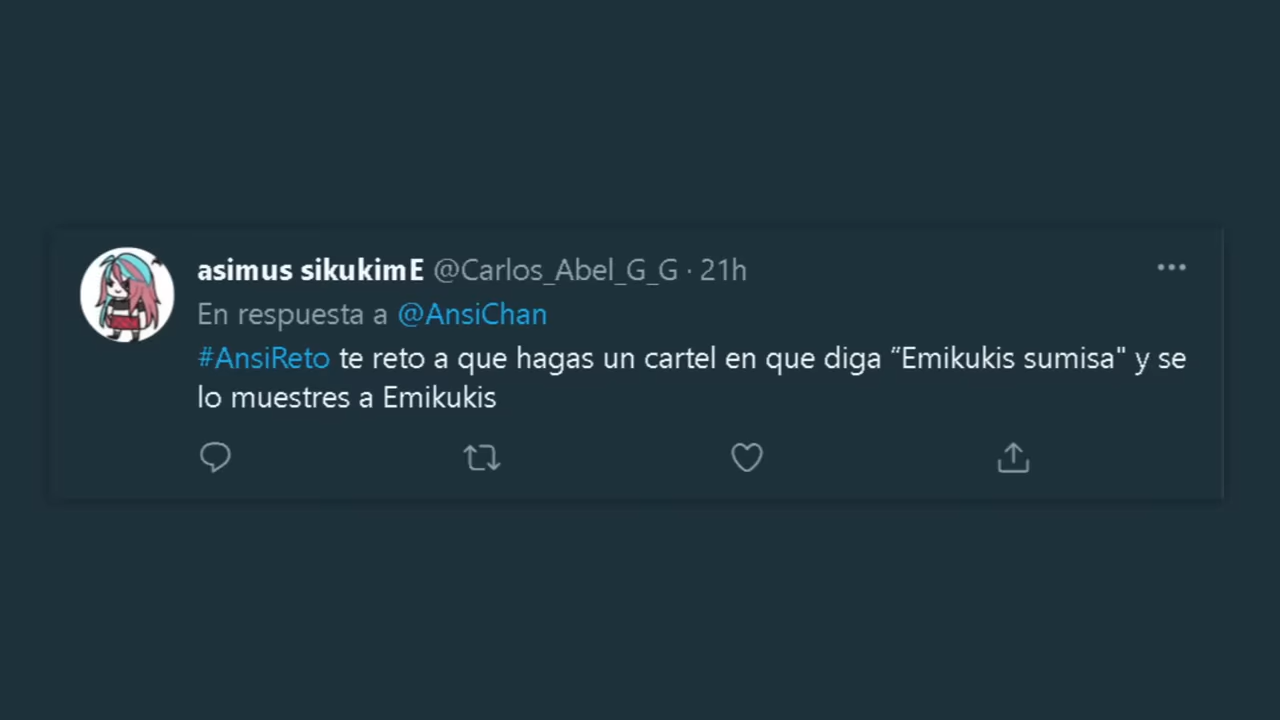 asimus sikukimE @Carlos_Abel_G_G · 21h
En respuesta a @AnsiChan
#AnsiReto te reto a que hagas un cartel en que diga “Emikukis sumisa" y se
lo muestres a Emikukis